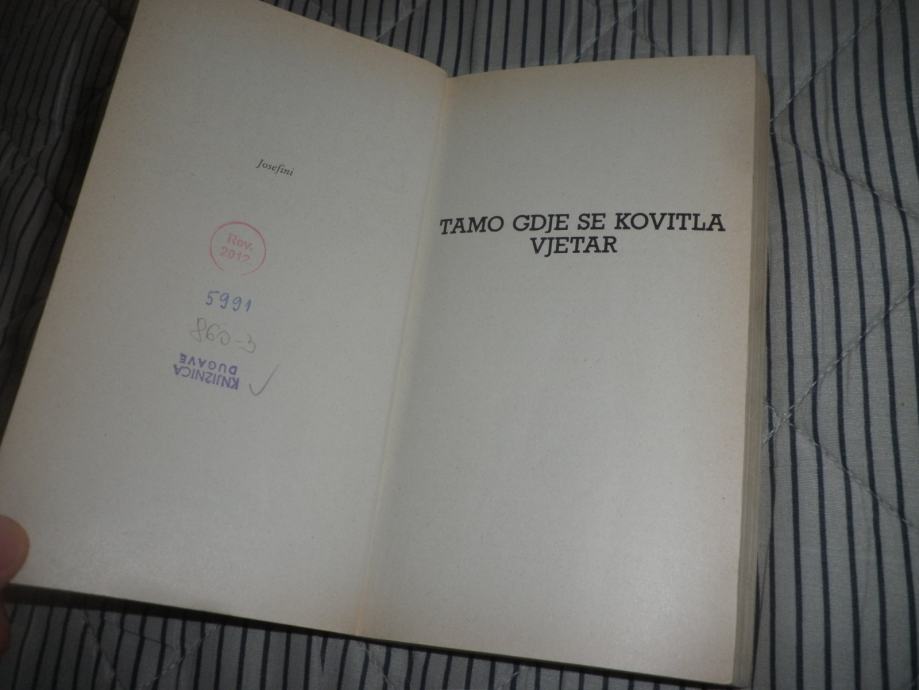 Josefini
Rev.
2012.
5991
860-3
KNJIŽNICA
DUGAVE
TAMO GDJE SE KOVITLA
VJETAR